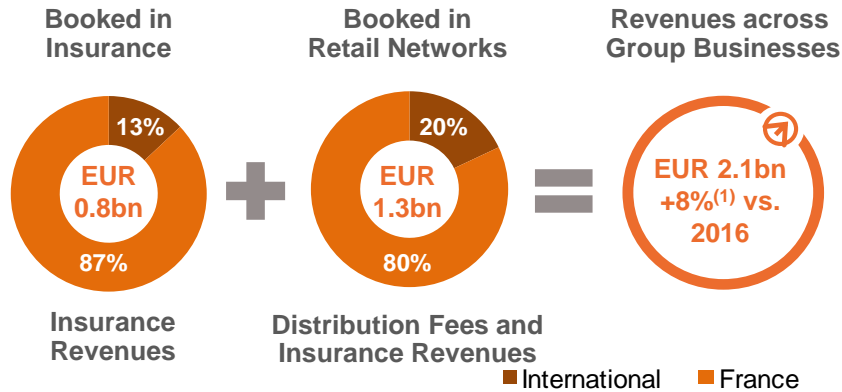 Booked in
Insurance
Booked in
Retail Networks
Revenues across
Group Businesses
13%
EUR
0.8bn
87%
20%
EUR
1.3bn
80%
EUR 2.1bn
+8%(1) vs.
2016
Insurance
Revenues
Distribution Fees and
Insurance Revenues
International
France